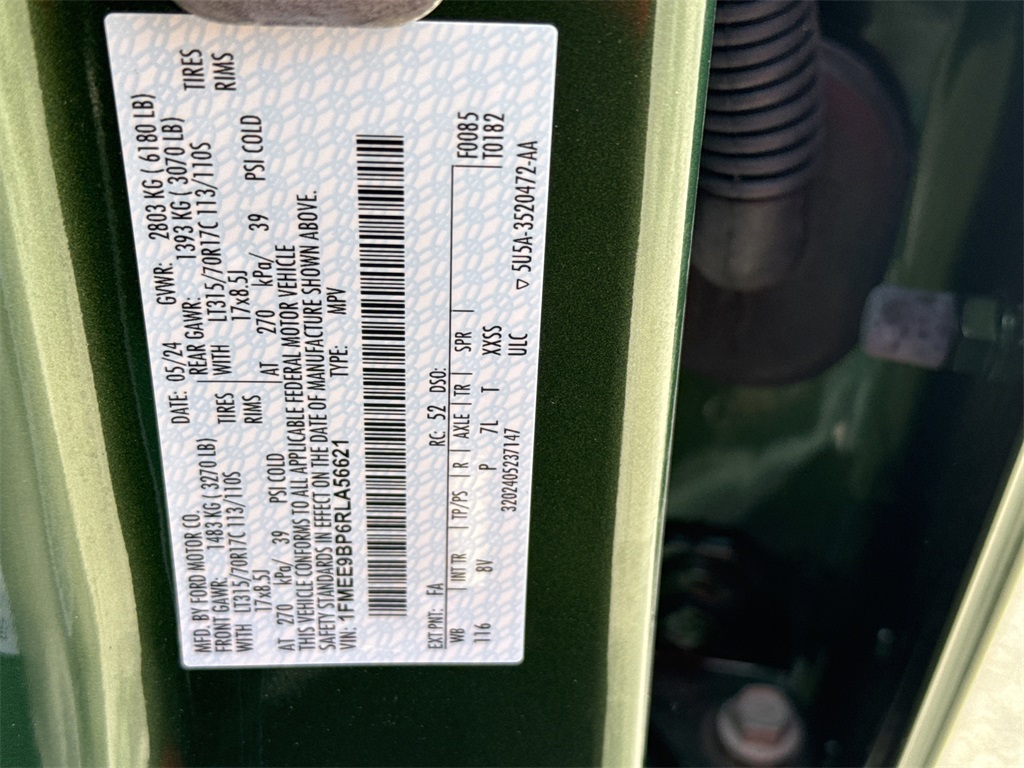 MFD. BY FORD MOTOR CO.
DATE: 05/24 GVWR: 2803 KG ( 6180 LB)
FRONT GAWR: 1483 KG ( 3270 LB)
REAR GAWR: 1393 KG ( 3070 LB)
WITH LT315/70R17C 113/110S TIRES
WITH LT315/70R17C 113/110S TIRES
17x8.5J RIMS
17x8.5J RIMS
AT 270 kPa/ 39 PSI COLD
AT 270 kPa/ 39 PSI COLD
THIS VEHICLE CONFORMS TO ALL APPLICABLE FEDERAL MOTOR VEHICLE
SAFETY STANDARDS IN EFFECT ON THE DATE OF MANUFACTURE SHOWN ABOVE.
VIN: 1FMEE9BP6RLA56621 TYPE: MPV
EXT PNT: FA RC: 52 DSO: F0085
WB INT TR TP/PS R AXLE TR SPR T0182
116 8V P 7L T XXSS
3202405237147 ULC ▽ 5U5A-3520472-AA